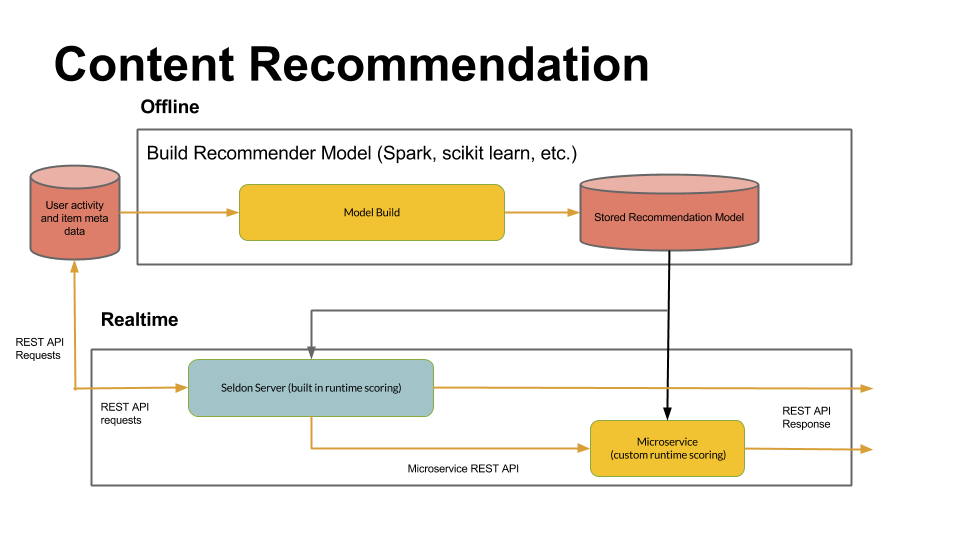 Content Recommendation
Offline
Build Recommender Model (Spark, scikit learn, etc.)
User activity
and item meta
data
Model Build
Stored Recommendation Model
Realtime
REST API
Requests
Seldon Server (built in runtime scoring)
REST API
requests
REST API
Response
Microservice
(custom runtime scoring)
Microservice REST API